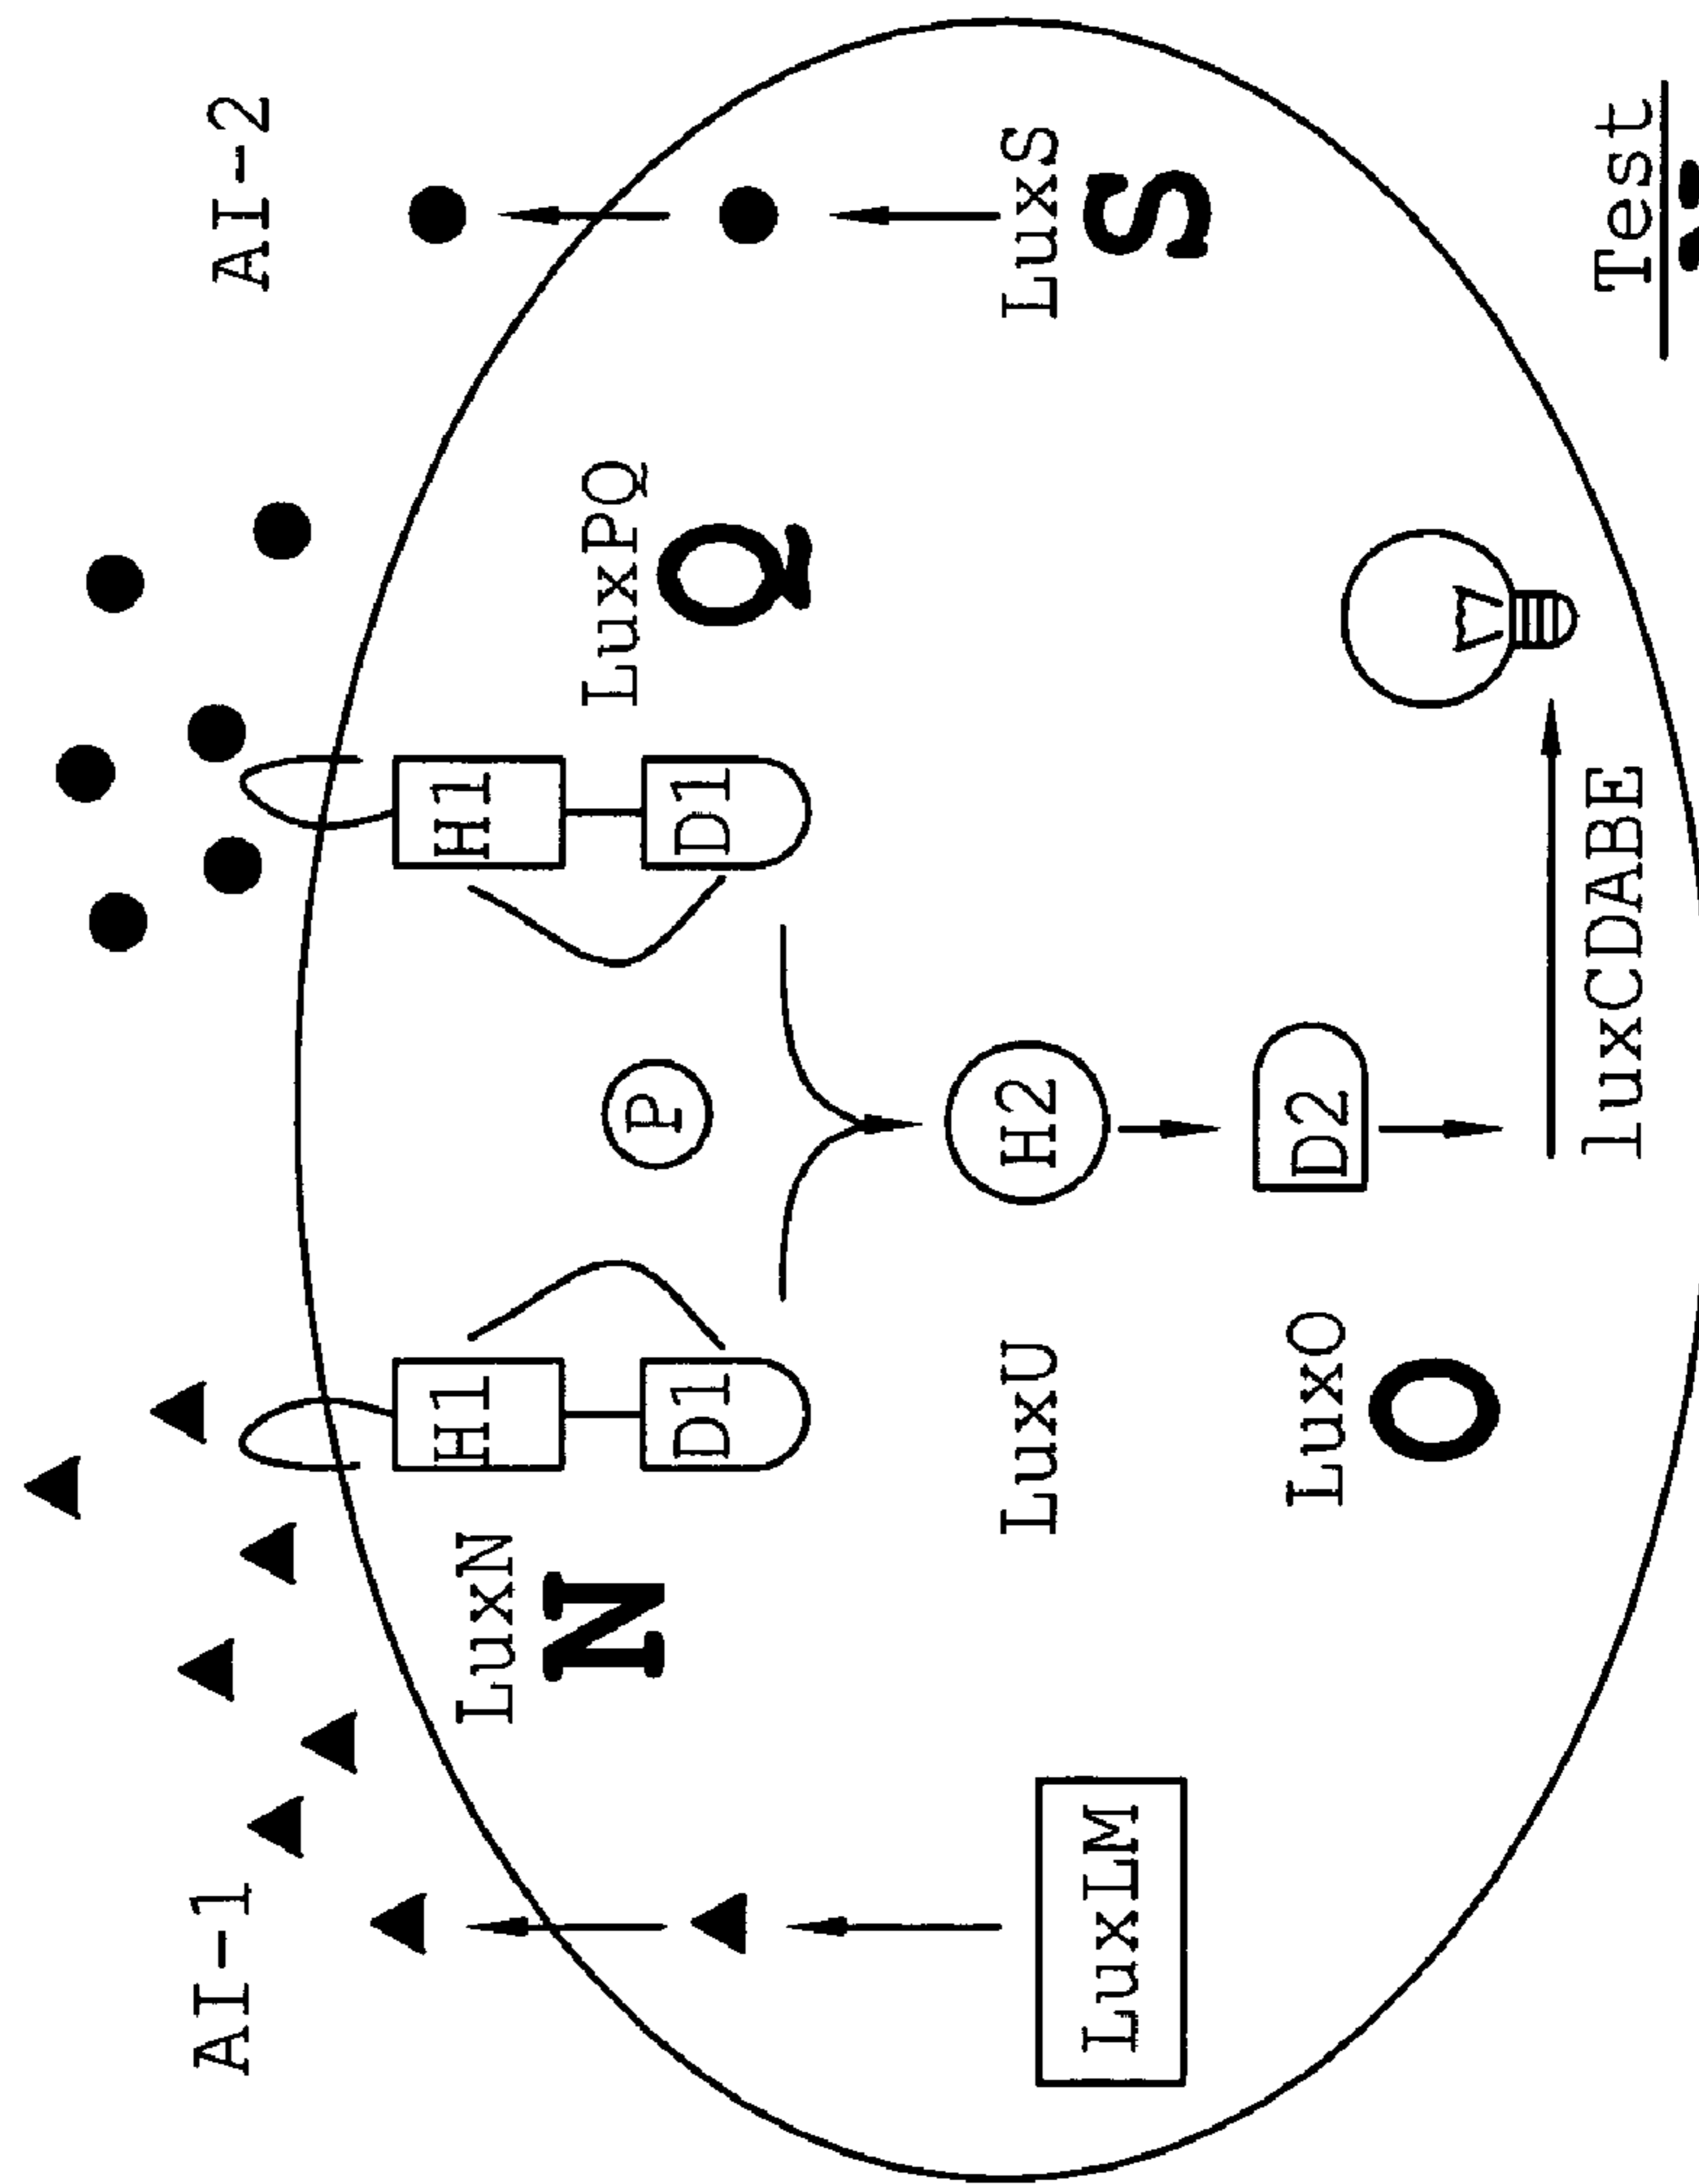 AI-1
AI-2
LuxN
H1
H1
N
LuxPQ
P
D1
D1
Q
LuxU
H2
LuxS
LuxLM
S
LuxO
D2
O
luxCDABE
Test